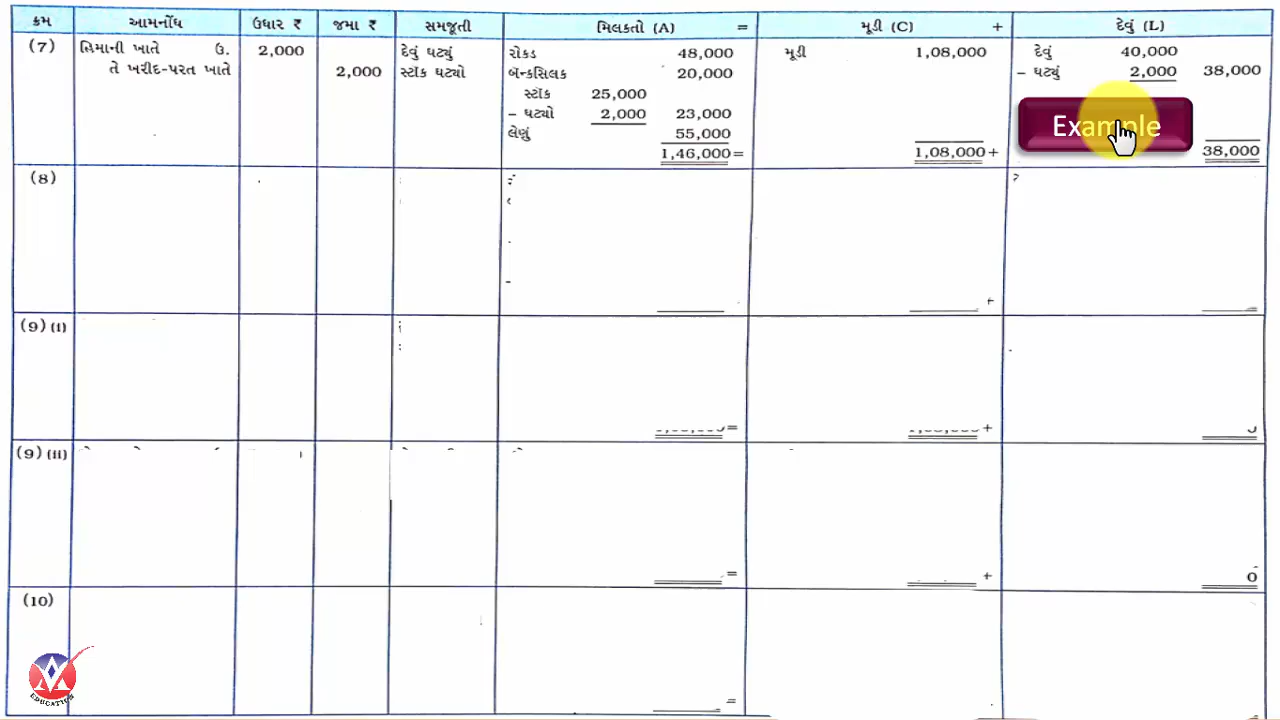 ક્રમ આમનોંધ ઉધાર ₹ જમા ₹ સમજૂતી મિલકતો (A) = મૂડી (C) + દેવું (L)
(7) હિમાની ખાતે ઉ. 2,000 દેવું ઘટ્યું રોકડ 48,000 મૂડી 1,08,000 દેવું 40,000
તે ખરીદ-પરત ખાતે 2,000 સ્ટૉક ઘટ્યો બૅન્કસિલક 20,000 – ઘટ્યું 2,000 38,000
સ્ટૉક 25,000
– ઘટ્યો 2,000 23,000
Example
લેણું 55,000
1,46,000 = 1,08,000 + 38,000
(8)
+
(9) (i)
= +
(9) (ii)
= + 0
(10)
=
EDUCATION